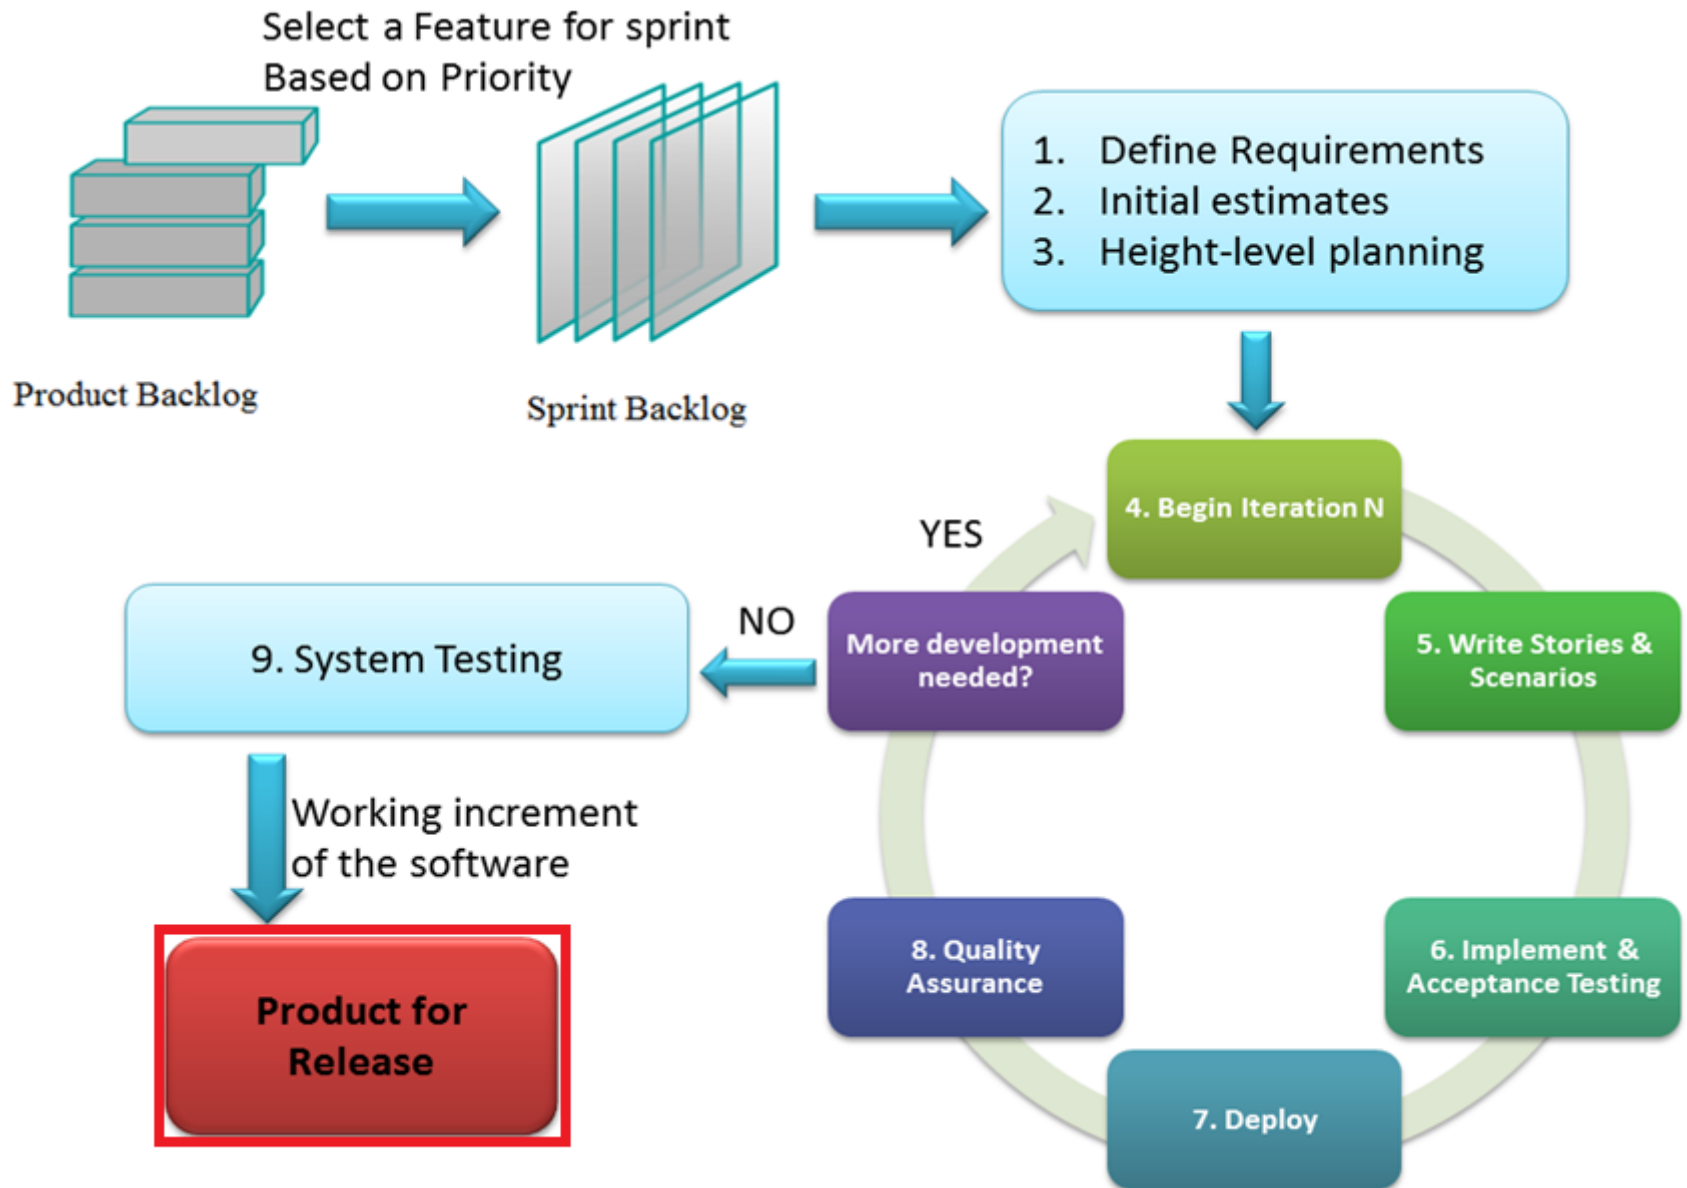 Select a Feature for sprint
Based on Priority
Product Backlog
Sprint Backlog
1. Define Requirements
2. Initial estimates
3. Height-level planning
4. Begin Iteration N
5. Write Stories &
Scenarios
6. Implement &
Acceptance Testing
7. Deploy
8. Quality
Assurance
More development
needed?
YES
NO
9. System Testing
Working increment
of the software
Product for
Release